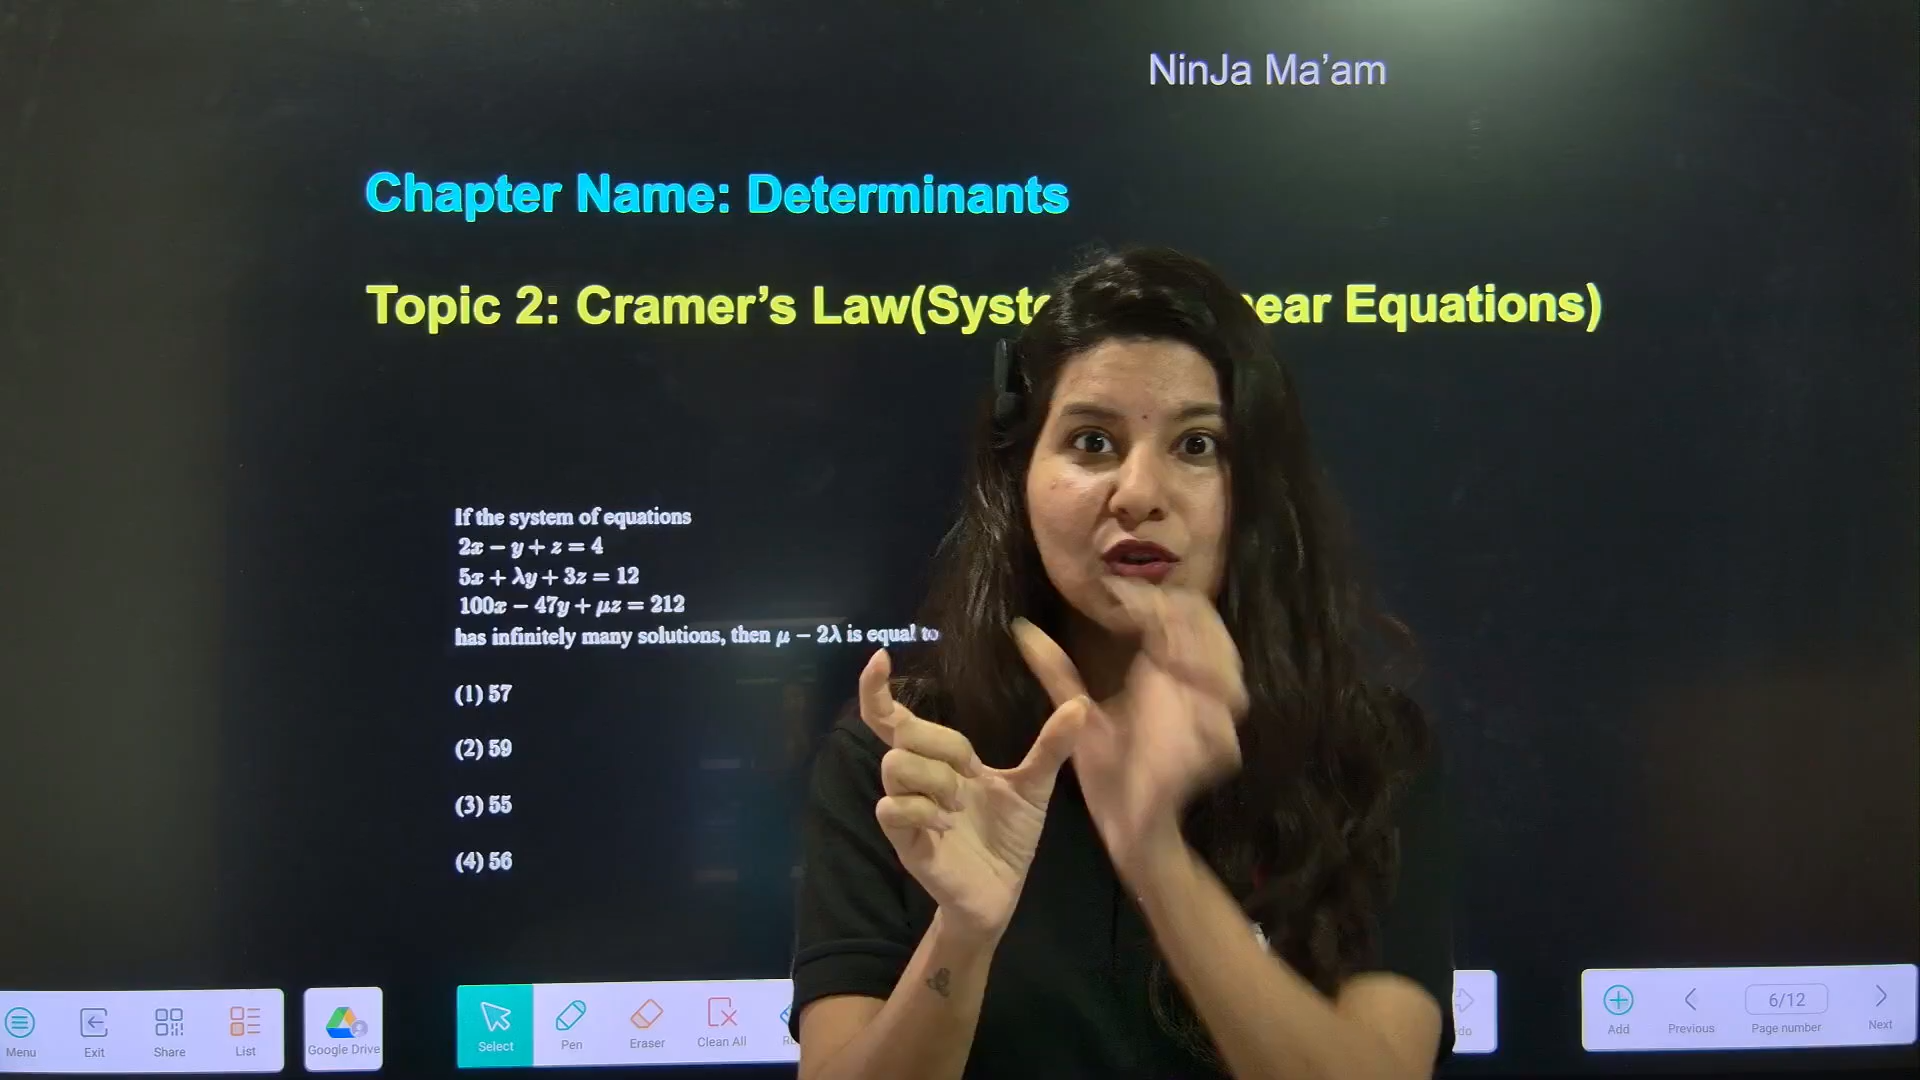 NinJa Ma’am
Chapter Name: Determinants
Topic 2: Cramer’s Law(Syst ear Equations)
If the system of equations
2x − y + z = 4
5x + λy + 3z = 12
100x − 47y + μz = 212
has infinitely many solutions, then μ − 2λ is equal to
(1) 57
(2) 59
(3) 55
(4) 56
Menu Exit Share List Google Drive Select Pen Eraser Clean All Add Previous 6/12 Page number Next